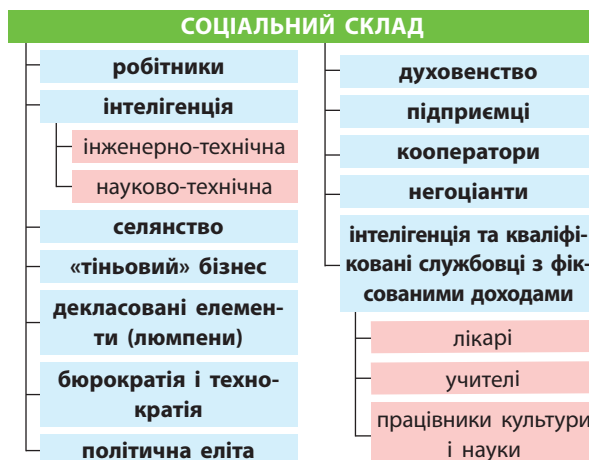 СОЦІАЛЬНИЙ СКЛАД
робітники
інтелігенція
інженерно-технічна
науково-технічна
селянство
«тіньовий» бізнес
декласовані елемен-
ти (люмпени)
бюрократія і техно-
кратія
політична еліта
духовенство
підприємці
кооператори
негоціанти
інтелігенція та кваліфі-
ковані службовці з фік-
сованими доходами
лікарі
учителі
працівники культури
і науки